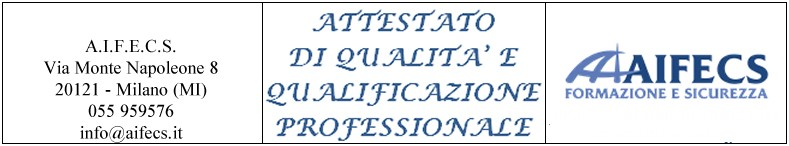 A.I.F.E.C.S.
Via Monte Napoleone 8
20121 - Milano (MI)
055 959576
info@aifecs.it
ATTESTATO
DI QUALITA' E
QUALIFICAZIONE
PROFESSIONALE
AIFECS
FORMAZIONE E SICUREZZA